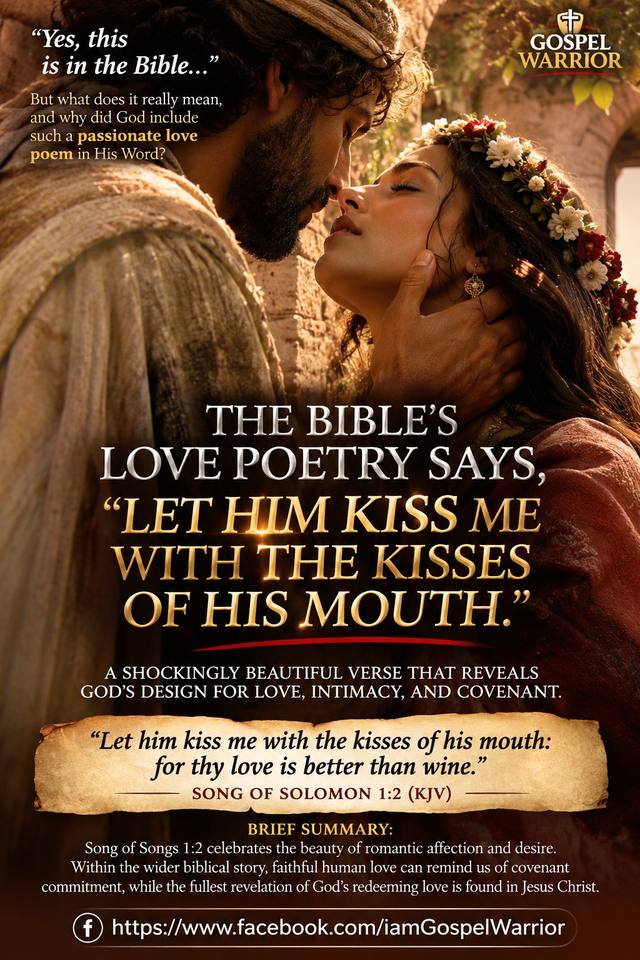 “Yes, this
is in the Bible...”
But what does it really mean,
and why did God include
such a passionate love
poem in His Word?
GOSPEL
WARRIOR
THE BIBLE’S
LOVE POETRY SAYS,
“LET HIM KISS ME
WITH THE KISSES
OF HIS MOUTH.”
A SHOCKINGLY BEAUTIFUL VERSE THAT REVEALS
GOD’S DESIGN FOR LOVE, INTIMACY, AND COVENANT.
“Let him kiss me with the kisses of his mouth:
for thy love is better than wine.”
SONG OF SOLOMON 1:2 (KJV)
BRIEF SUMMARY:
Song of Songs 1:2 celebrates the beauty of romantic affection and desire.
Within the wider biblical story, faithful human love can remind us of covenant
commitment, while the fullest revelation of God’s redeeming love is found in Jesus Christ.
https://www.facebook.com/iamGospelWarrior